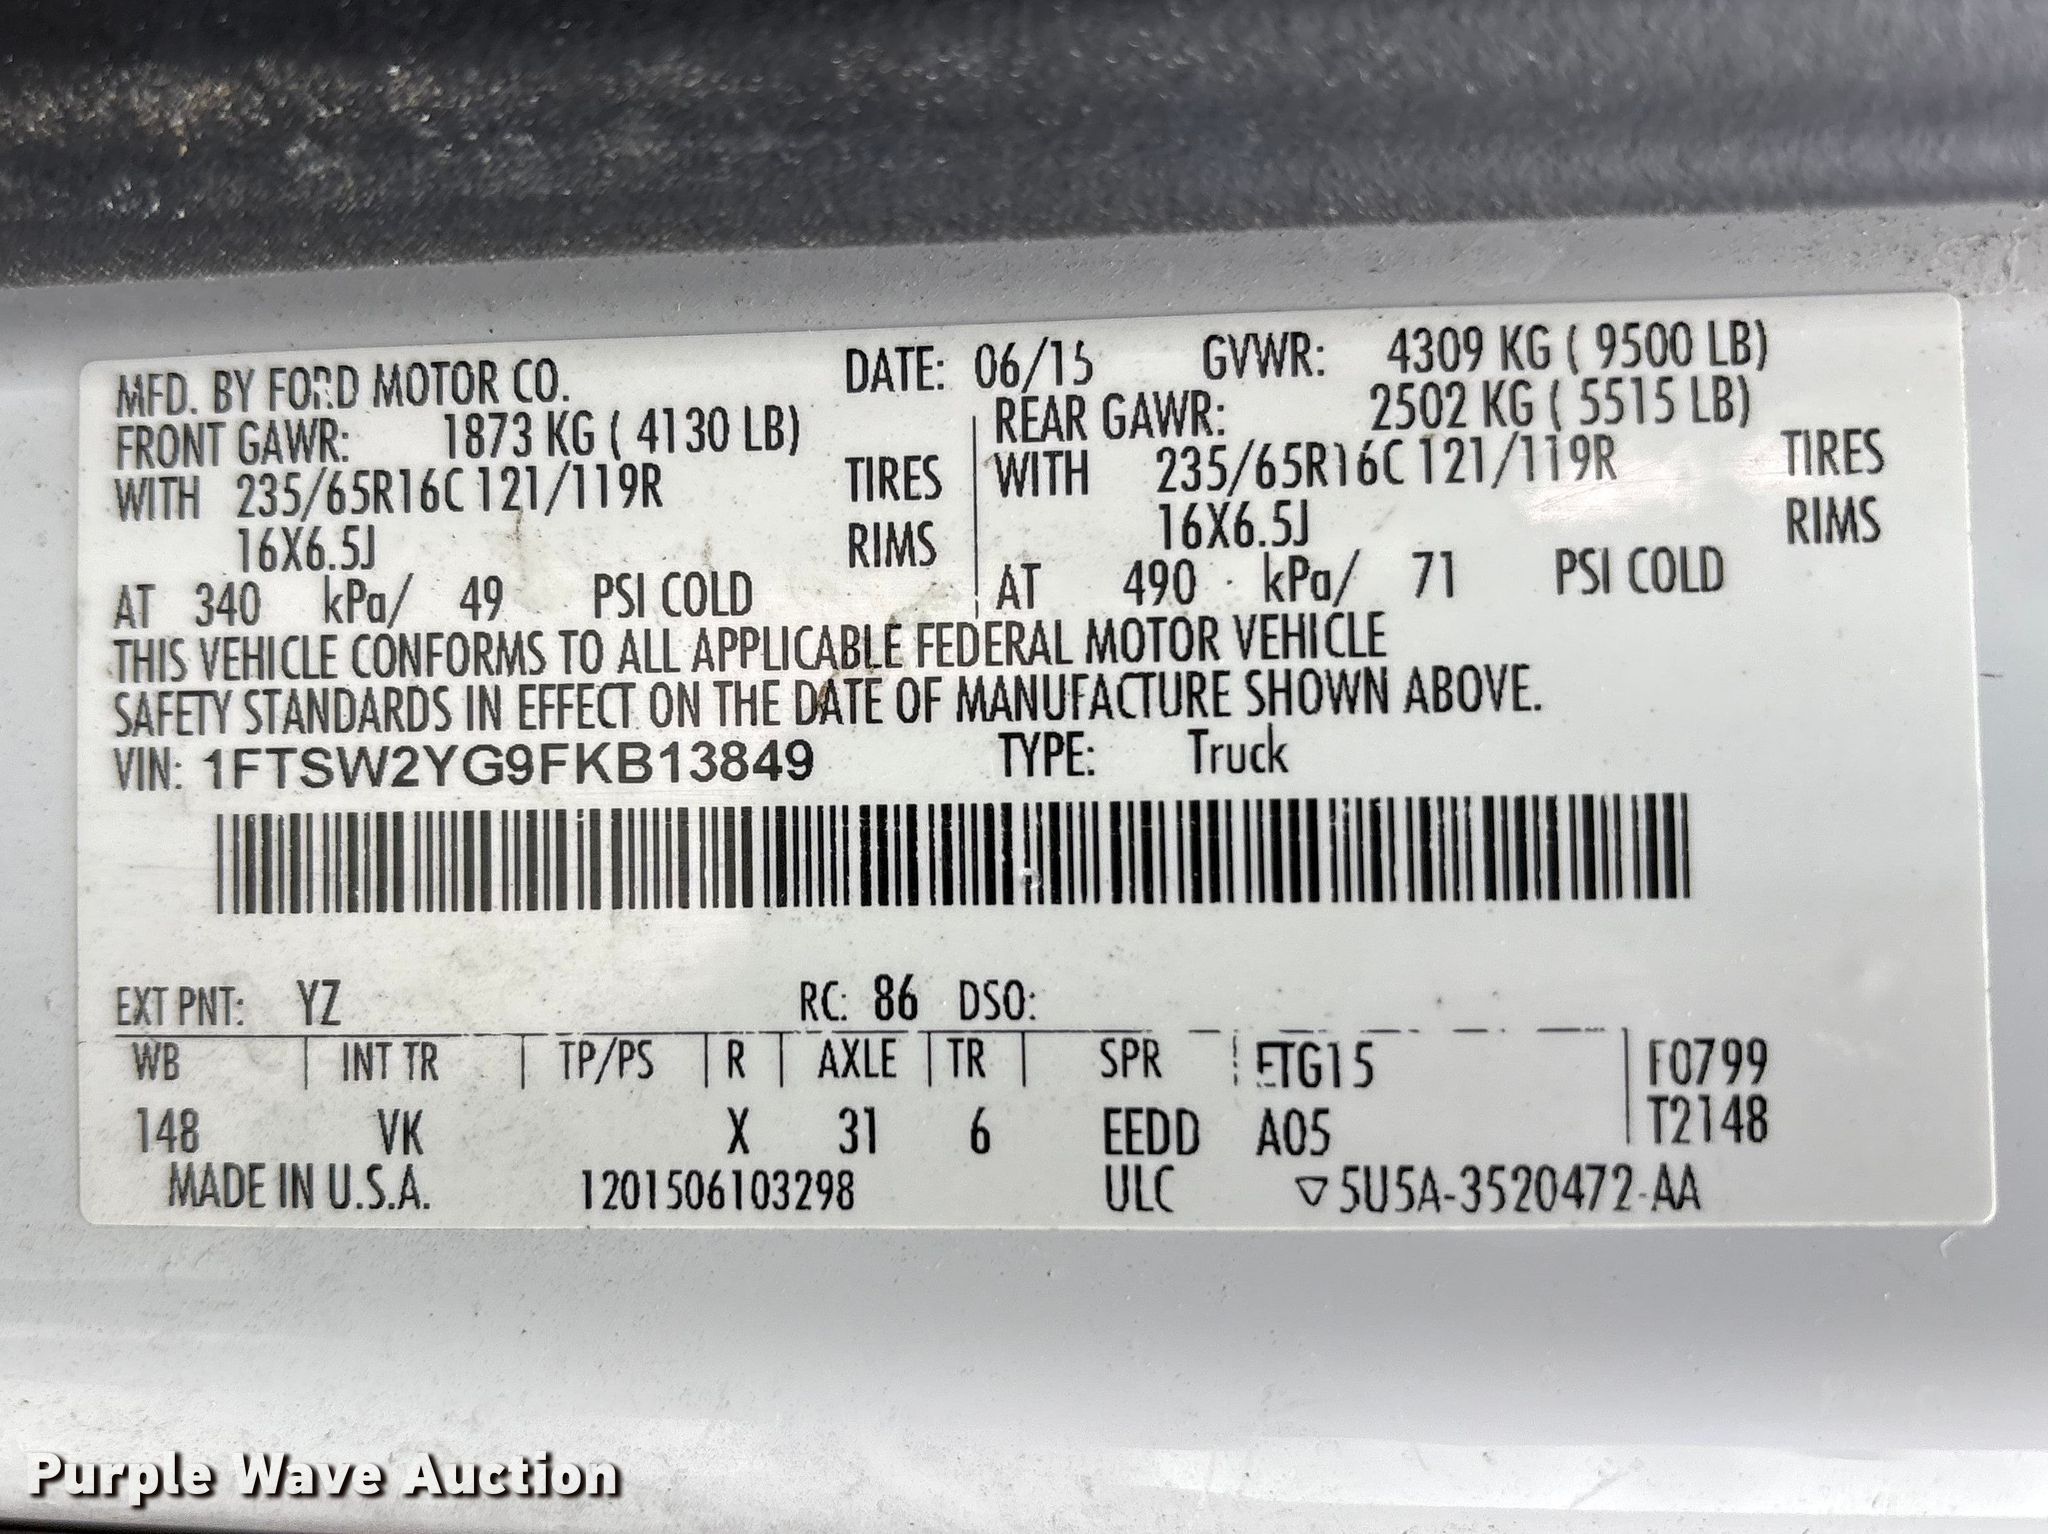 MFD. BY FORD MOTOR CO. DATE: 06/15 GVWR: 4309 KG ( 9500 LB)
FRONT GAWR: 1873 KG ( 4130 LB) REAR GAWR: 2502 KG ( 5515 LB)
WITH 235/65R16C 121/119R TIRES WITH 235/65R16C 121/119R TIRES
16X6.5J RIMS 16X6.5J RIMS
AT 340 kPa/ 49 PSI COLD AT 490 kPa/ 71 PSI COLD
THIS VEHICLE CONFORMS TO ALL APPLICABLE FEDERAL MOTOR VEHICLE
SAFETY STANDARDS IN EFFECT ON THE DATE OF MANUFACTURE SHOWN ABOVE.
VIN: 1FTSW2YG9FKB13849 TYPE: Truck
EXT PNT: YZ RC: 86 DSO:
WB INT TR TP/PS R AXLE TR SPR FTG15 F0799
148 VK X 31 6 EEDD A05 T2148
MADE IN U.S.A. 1201506103298 ULC ▽5U5A-3520472-AA
Purple Wave Auction